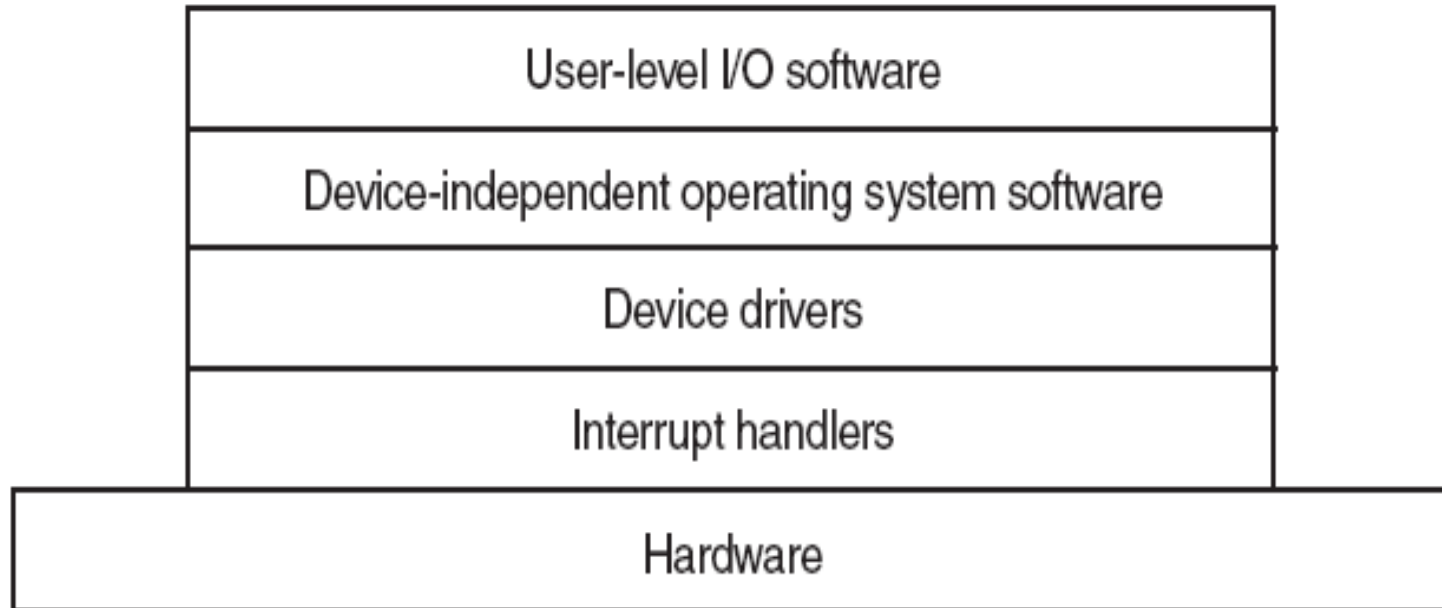 User-level I/O software
Device-independent operating system software
Device drivers
Interrupt handlers
Hardware